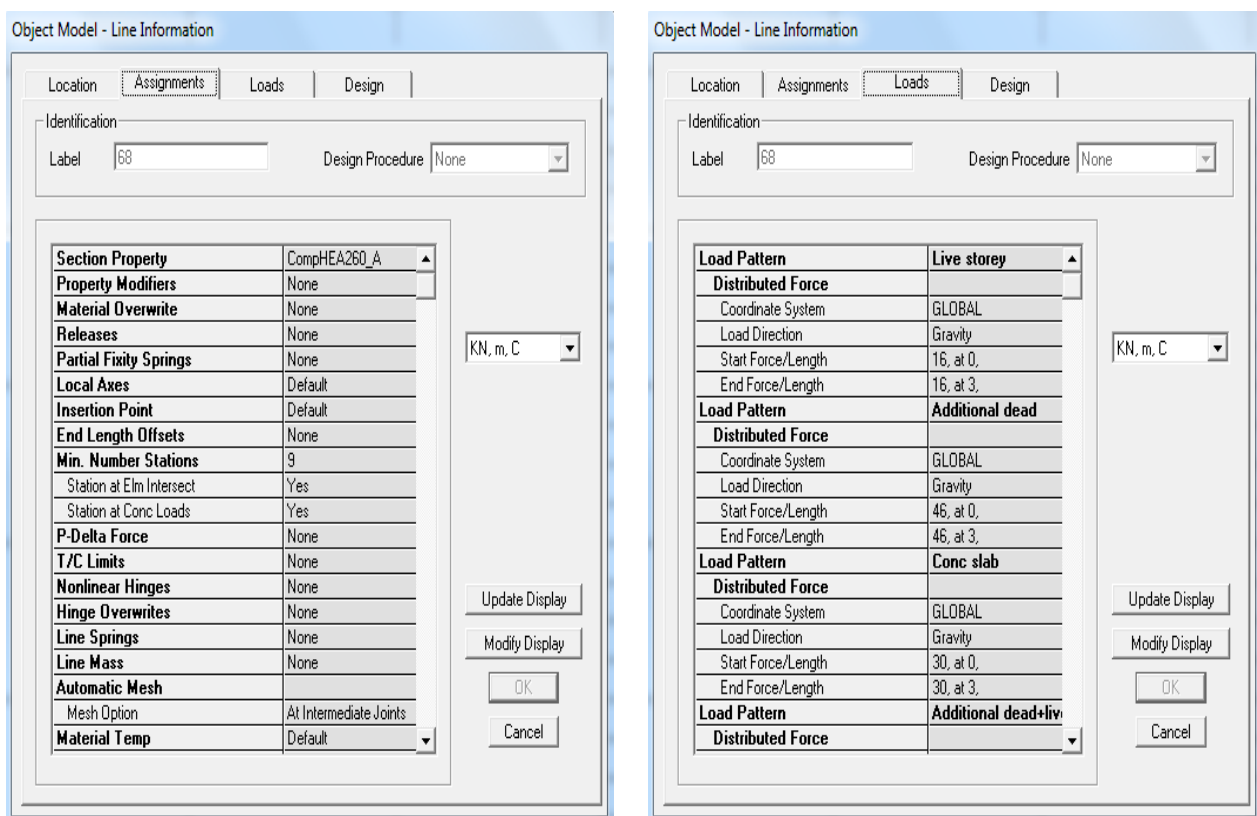 Object Model - Line Information
Location Assignments Loads Design
Identification
Label 68 Design Procedure None
Section Property CompHEA260_A
Property Modifiers None
Material Overwrite None
Releases None
Partial Fixity Springs None
Local Axes Default
Insertion Point Default
End Length Offsets None
Min. Number Stations 9
Station at Elm Intersect Yes
Station at Conc Loads Yes
P-Delta Force None
T/C Limits None
Nonlinear Hinges None
Hinge Overwrites None
Line Springs None
Line Mass None
Automatic Mesh
Mesh Option At Intermediate Joints
Material Temp Default
KN, m, C
Update Display
Modify Display
OK
Cancel
Object Model - Line Information
Location Assignments Loads Design
Identification
Label 68 Design Procedure None
Load Pattern Live storey
Distributed Force
Coordinate System GLOBAL
Load Direction Gravity
Start Force/Length 16, at 0,
End Force/Length 16, at 3,
Load Pattern Additional dead
Distributed Force
Coordinate System GLOBAL
Load Direction Gravity
Start Force/Length 46, at 0,
End Force/Length 46, at 3,
Load Pattern Conc slab
Distributed Force
Coordinate System GLOBAL
Load Direction Gravity
Start Force/Length 30, at 0,
End Force/Length 30, at 3,
Load Pattern Additional dead+liv
Distributed Force
KN, m, C
Update Display
Modify Display
OK
Cancel